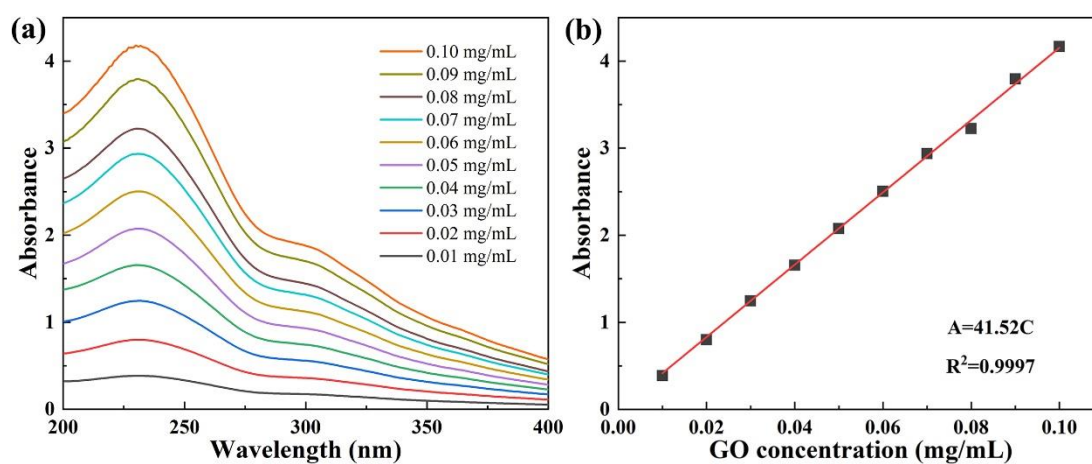 (a)
Absorbance
4
3
2
1
0
0.10 mg/mL
0.09 mg/mL
0.08 mg/mL
0.07 mg/mL
0.06 mg/mL
0.05 mg/mL
0.04 mg/mL
0.03 mg/mL
0.02 mg/mL
0.01 mg/mL
200 250 300 350 400
Wavelength (nm)
(b)
Absorbance
4
3
2
1
0
A=41.52C
R²=0.9997
0.00 0.02 0.04 0.06 0.08 0.10
GO concentration (mg/mL)